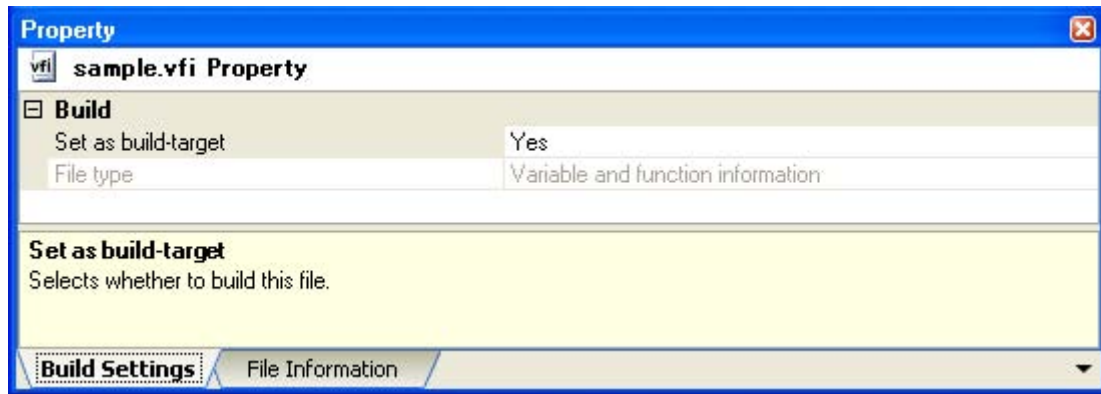 Property
vfi sample.vfi Property
Build
Set as build-target Yes
File type Variable and function information
Set as build-target
Selects whether to build this file.
Build Settings File Information